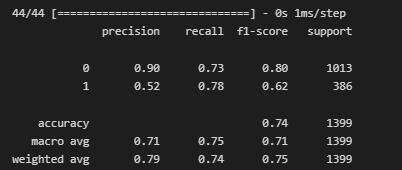 44/44 [==============================] - 0s 1ms/step
precision recall f1-score support
0 0.90 0.73 0.80 1013
1 0.52 0.78 0.62 386
accuracy 0.74 1399
macro avg 0.71 0.75 0.71 1399
weighted avg 0.79 0.74 0.75 1399